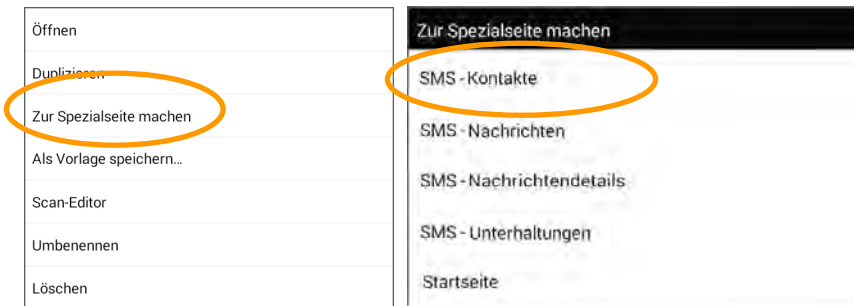 Öffnen
Duplizieren
Zur Spezialseite machen
Als Vorlage speichern...
Scan-Editor
Umbenennen
Löschen
Zur Spezialseite machen
SMS - Kontakte
SMS - Nachrichten
SMS - Nachrichtendetails
SMS - Unterhaltungen
Startseite